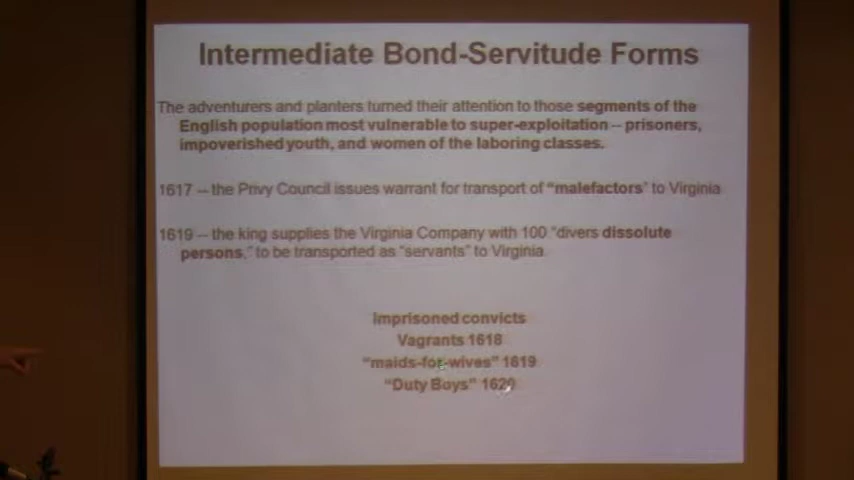 Intermediate Bond-Servitude Forms
The adventurers and planters turned their attention to those segments of the
English population most vulnerable to super-exploitation -- prisoners,
impoverished youth, and women of the laboring classes.
1617 -- the Privy Council issues warrant for transport of “malefactors” to Virginia
1619 -- the king supplies the Virginia Company with 100 “divers dissolute
persons,” to be transported as “servants” to Virginia
Imprisoned convicts
Vagrants 1618
“maids-for-wives” 1619
“Duty Boys” 1620